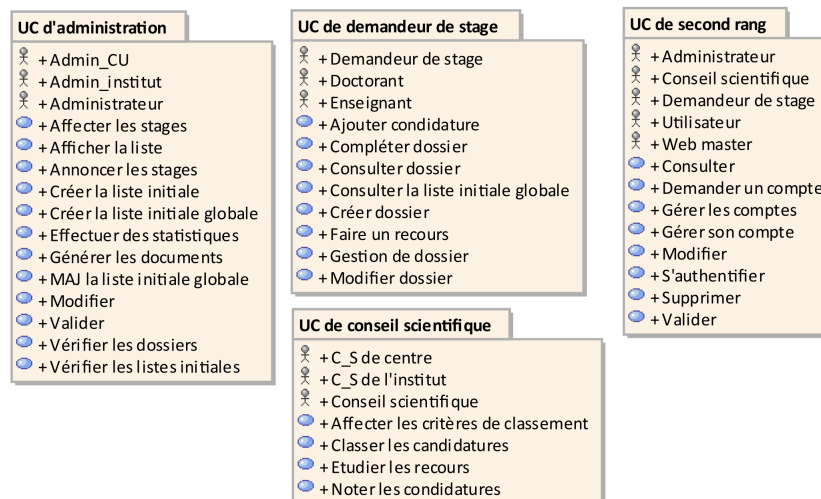 UC d'administration
+ Admin_CU
+ Admin_institut
+ Administrateur
+ Affecter les stages
+ Afficher la liste
+ Annoncer les stages
+ Créer la liste initiale
+ Créer la liste initiale globale
+ Effectuer des statistiques
+ Générer les documents
+ MAJ la liste initiale globale
+ Modifier
+ Valider
+ Vérifier les dossiers
+ Vérifier les listes initiales
UC de demandeur de stage
+ Demandeur de stage
+ Doctorant
+ Enseignant
+ Ajouter condidature
+ Compléter dossier
+ Consulter dossier
+ Consulter la liste initiale globale
+ Créer dossier
+ Faire un recours
+ Gestion de dossier
+ Modifier dossier
UC de conseil scientifique
+ C_S de centre
+ C_S de l'institut
+ Conseil scientifique
+ Affecter les critères de classement
+ Classer les candidatures
+ Etudier les recours
+ Noter les condidatures
UC de second rang
+ Administrateur
+ Conseil scientifique
+ Demandeur de stage
+ Utilisateur
+ Web master
+ Consulter
+ Demander un compte
+ Gérer les comptes
+ Gérer son compte
+ Modifier
+ S'authentifier
+ Supprimer
+ Valider